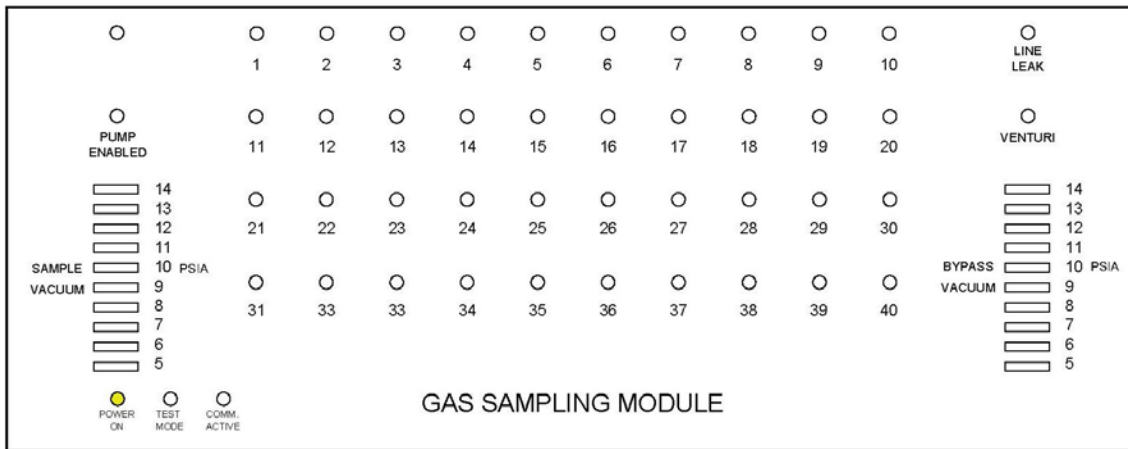 1 2 3 4 5 6 7 8 9 10
LINE
LEAK
PUMP
ENABLED
11 12 13 14 15 16 17 18 19 20
VENTURI
14
13
12
11
SAMPLE 10 PSIA
VACUUM 9
8
7
6
5
21 22 23 24 25 26 27 28 29 30
31 33 33 34 35 36 37 38 39 40
14
13
12
11
BYPASS 10 PSIA
VACUUM 9
8
7
6
5
POWER
ON
TEST
MODE
COMM.
ACTIVE
GAS SAMPLING MODULE